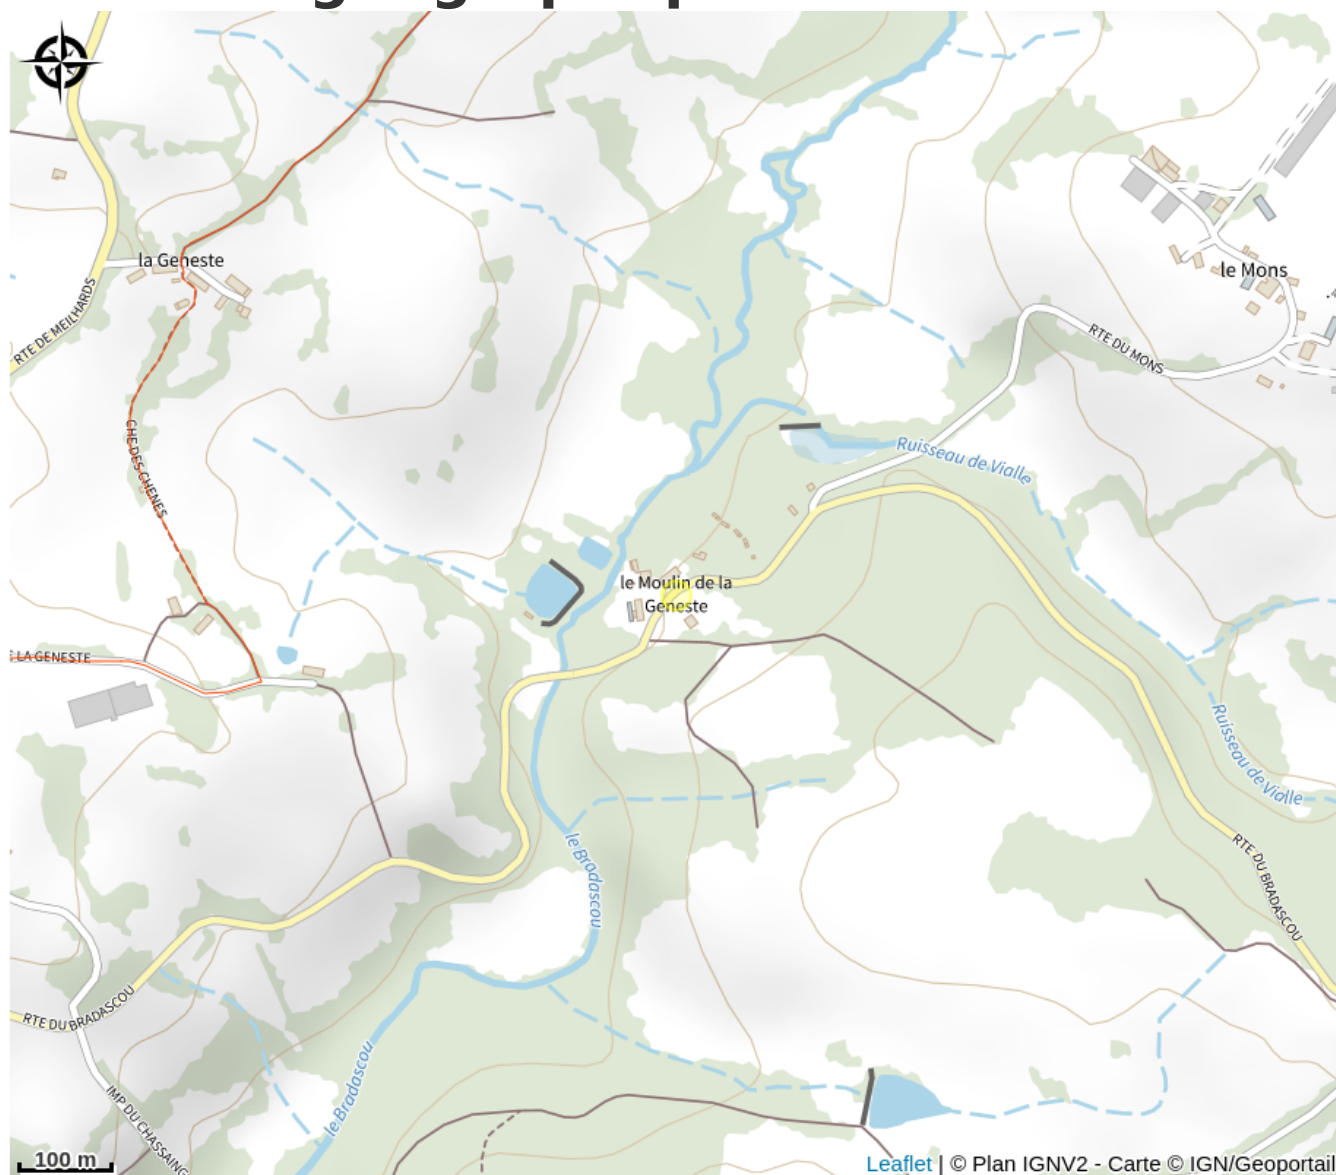 la Geneste
le Mons
RTE DE MEILHARDS
RTE DU MONS
CHE DES CHENES
Ruisseau de Vialle
le Moulin de la
Geneste
E LA GENESTE
Ruisseau de Vialle
le Bradascou
RTE DU BRADASCOU
RTE DU BRADASCOU
le Bradascou
IMP DU CHASSAING
100 m
Leaflet | © Plan IGNV2 - Carte © IGN/Geoportail